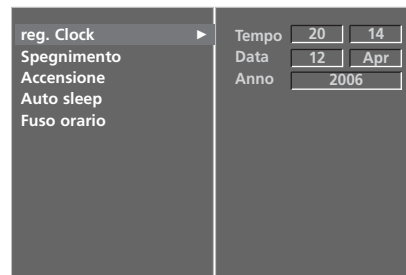 reg. Clock ►
Spegnimento
Accensione
Auto sleep
Fuso orario
Tempo 20 14
Data 12 Apr
Anno 2006